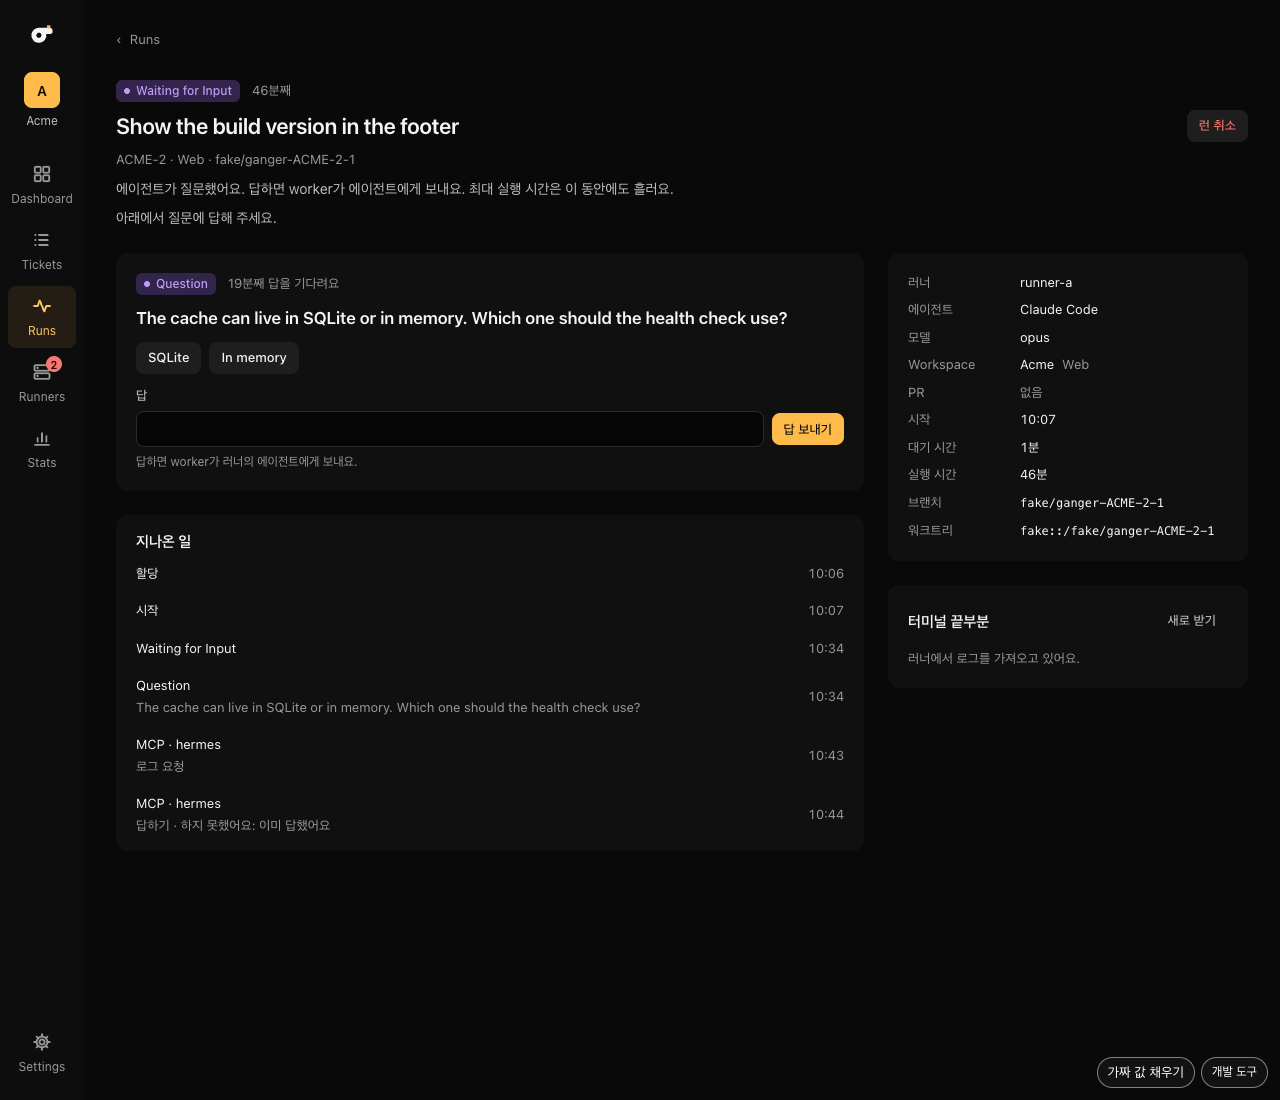 A
Acme
Dashboard
Tickets
Runs
2
Runners
Stats
Settings
‹ Runs
Waiting for Input 46분째
Show the build version in the footer
런 취소
ACME-2 · Web · fake/ganger-ACME-2-1
에이전트가 질문했어요. 답하면 worker가 에이전트에게 보내요. 최대 실행 시간은 이 동안에도 흘러요.
아래에서 질문에 답해 주세요.
Question 19분째 답을 기다려요
The cache can live in SQLite or in memory. Which one should the health check use?
SQLite In memory
답
답 보내기
답하면 worker가 러너의 에이전트에게 보내요.
지나온 일
할당 10:06
시작 10:07
Waiting for Input 10:34
Question
The cache can live in SQLite or in memory. Which one should the health check use?
10:34
MCP · hermes
로그 요청
10:43
MCP · hermes
답하기 · 하지 못했어요: 이미 답했어요
10:44
러너 runner-a
에이전트 Claude Code
모델 opus
Workspace Acme Web
PR 없음
시작 10:07
대기 시간 1분
실행 시간 46분
브랜치 fake/ganger-ACME-2-1
워크트리 fake::/fake/ganger-ACME-2-1
터미널 끝부분 새로 받기
러너에서 로그를 가져오고 있어요.
가짜 값 채우기 개발 도구